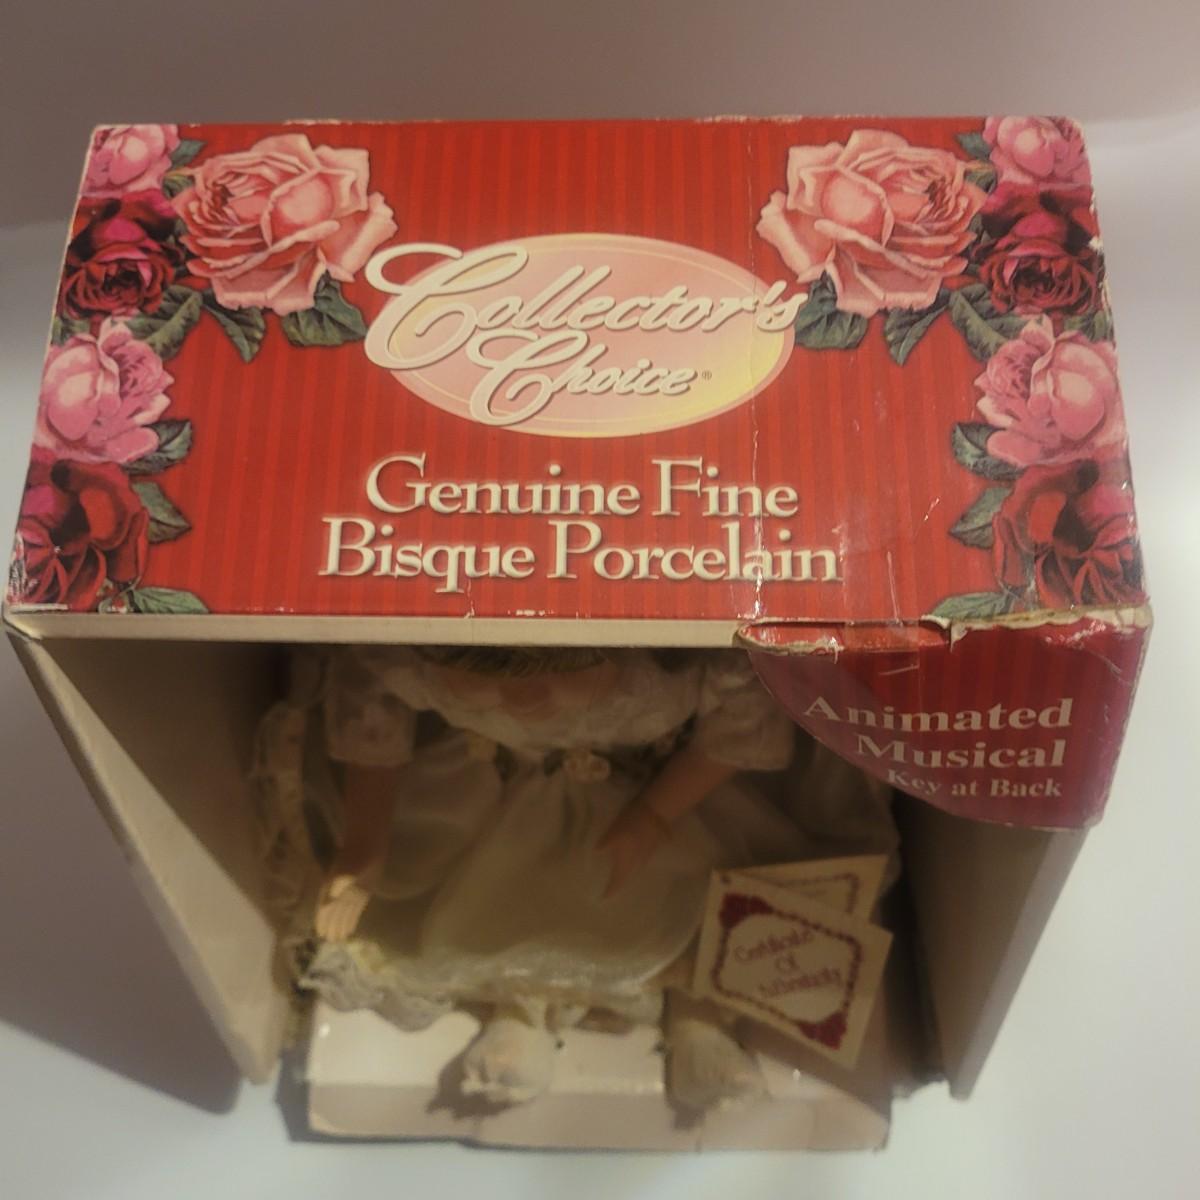 Collector's
Choice®
Genuine Fine
Bisque Porcelain
Animated
Musical
Key at Back
Certificate
Of
Authenticity